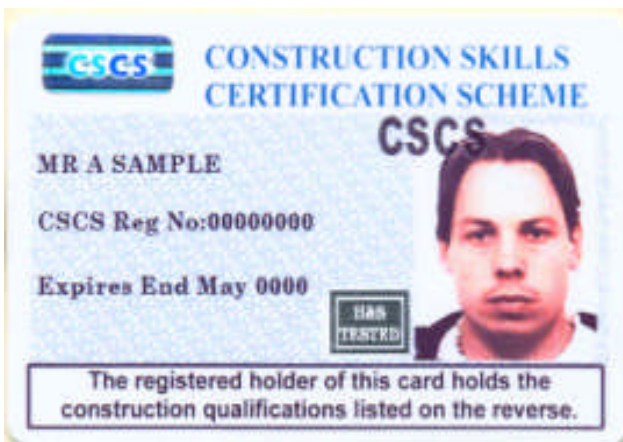 CSCS
CONSTRUCTION SKILLS
CERTIFICATION SCHEME
CSCS
MR A SAMPLE
CSCS Reg No:00000000
Expires End May 0000
H&S
TESTED
The registered holder of this card holds the
construction qualifications listed on the reverse.